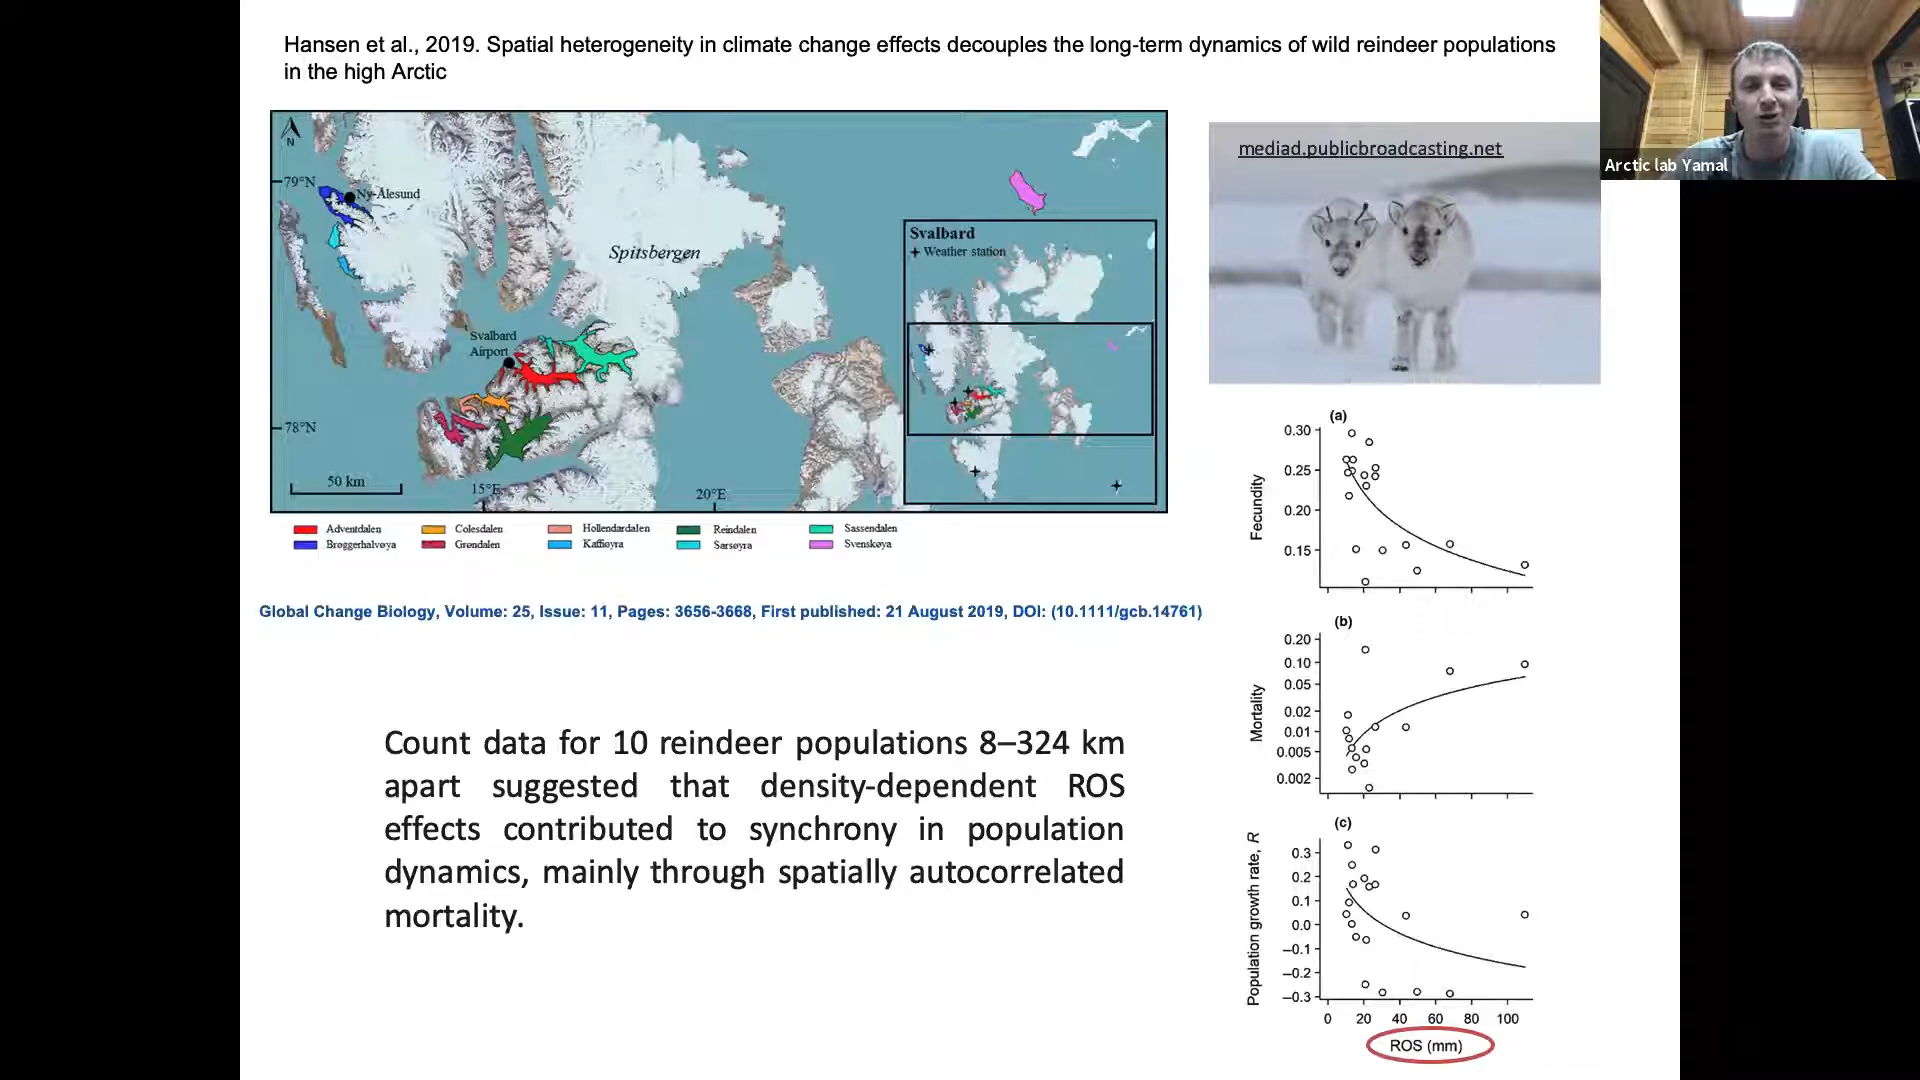 Hansen et al., 2019. Spatial heterogeneity in climate change effects decouples the long-term dynamics of wild reindeer populations
in the high Arctic
mediad.publicbroadcasting.net
Arctic lab Yamal
N
79°N
Ny-Ålesund
Spitsbergen
Svalbard
Weather station
Svalbard
Airport
78°N
50 km
15°E
20°E
Adventdalen
Colesdalen
Hollendardalen
Reindalen
Sassendalen
Brøggerhalvøya
Grøndalen
Kaffiøyra
Sarsøyra
Svenskøya
Global Change Biology, Volume: 25, Issue: 11, Pages: 3656-3668, First published: 21 August 2019, DOI: (10.1111/gcb.14761)
Count data for 10 reindeer populations 8–324 km
apart suggested that density-dependent ROS
effects contributed to synchrony in population
dynamics, mainly through spatially autocorrelated
mortality.
(a)
Fecundity
0.30
0.25
0.20
0.15
(b)
Mortality
0.20
0.10
0.05
0.02
0.01
0.005
0.002
(c)
Population growth rate, R
0.3
0.2
0.1
0.0
−0.1
−0.2
−0.3
0 20 40 60 80 100
ROS (mm)